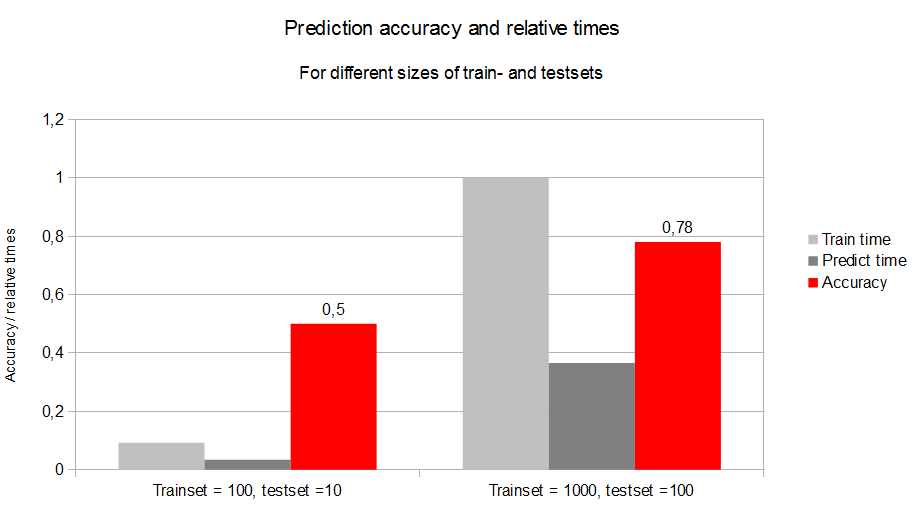 Prediction accuracy and relative times
For different sizes of train- and testsets
Accuracy / relative times
1,2
1
0,8
0,6
0,4
0,2
0
0,5
0,78
Trainset = 100, testset =10
Trainset = 1000, testset =100
Train time
Predict time
Accuracy